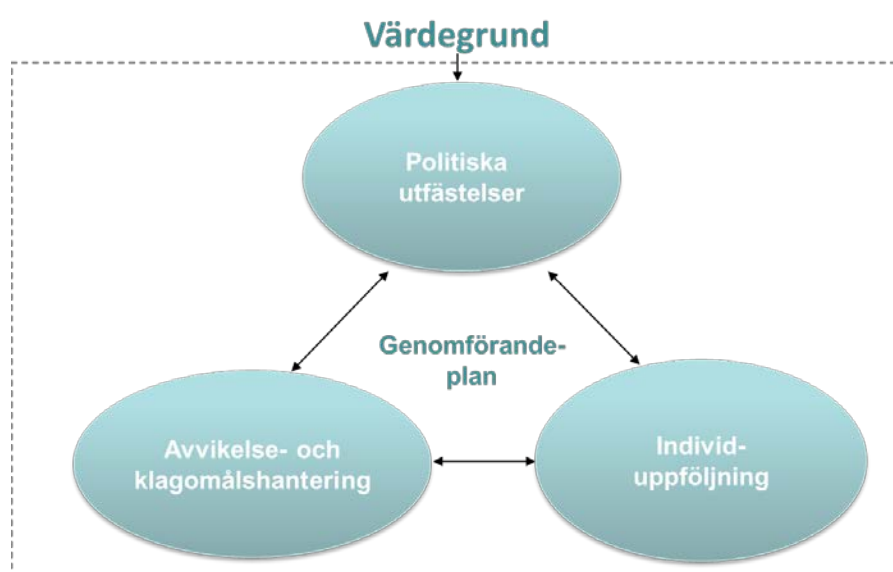 Värdegrund
Politiska
utfästelser
Genomförande-
plan
Avvikelse- och
klagomålshantering
Individ-
uppföljning